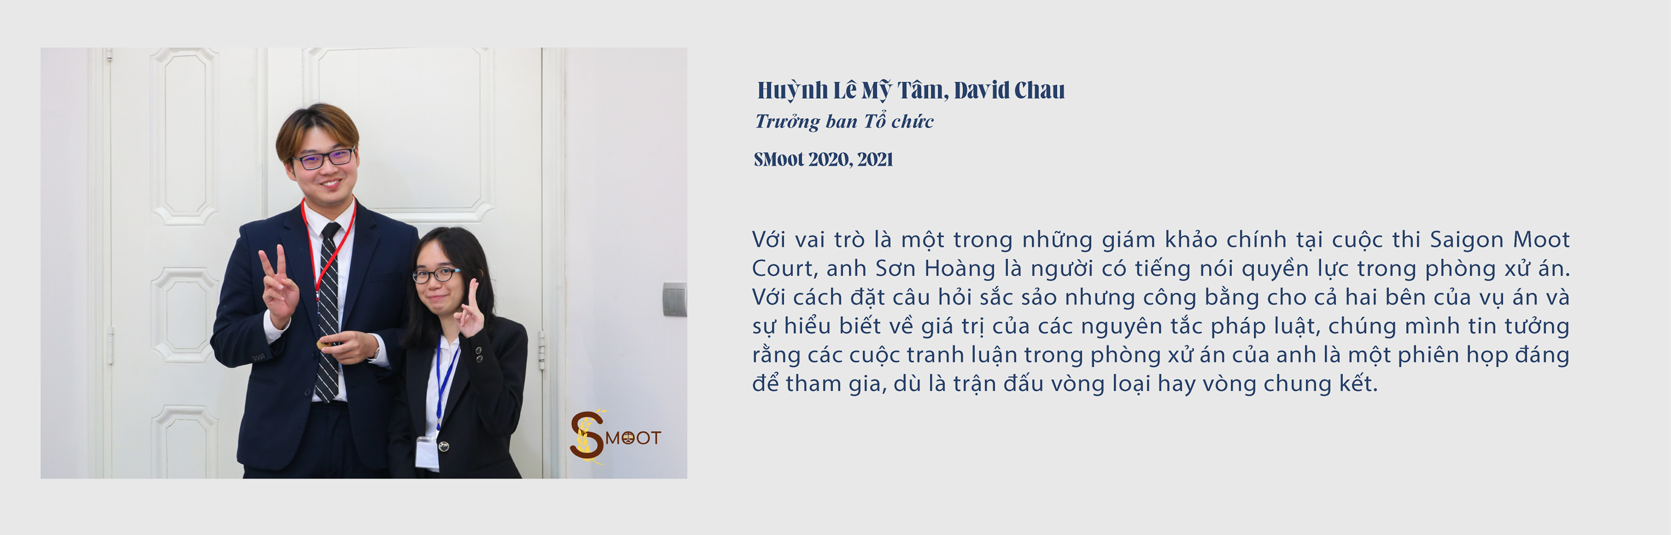 Huỳnh Lê Mỹ Tâm, David Chau
Trưởng ban Tổ chức
SMoot 2020, 2021
Với vai trò là một trong những giám khảo chính tại cuộc thi Saigon Moot
Court, anh Sơn Hoàng là người có tiếng nói quyền lực trong phòng xử án.
Với cách đặt câu hỏi sắc sảo nhưng công bằng cho cả hai bên của vụ án và
sự hiểu biết về giá trị của các nguyên tắc pháp luật, chúng mình tin tưởng
rằng các cuộc tranh luận trong phòng xử án của anh là một phiên họp đáng
để tham gia, dù là trận đấu vòng loại hay vòng chung kết.
SMOOT